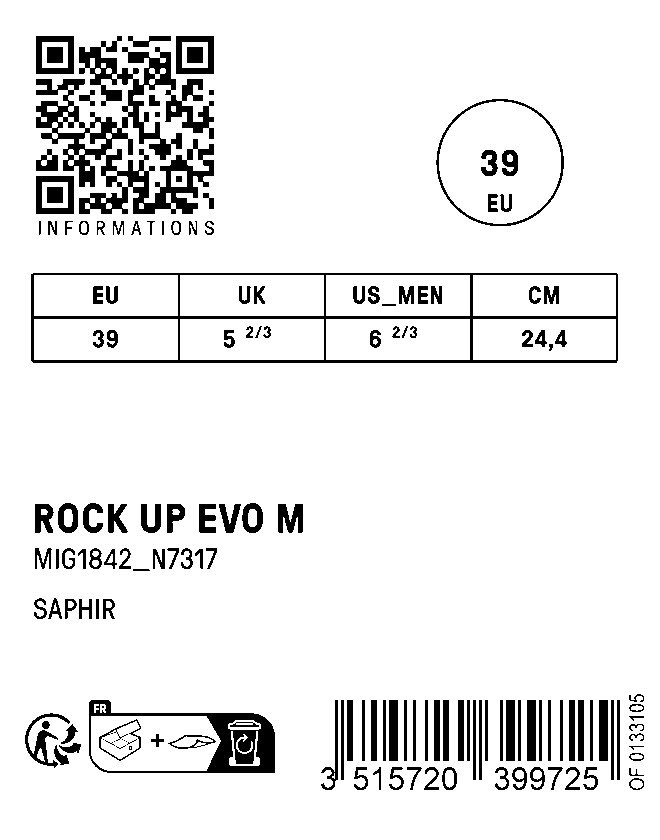 INFORMATIONS
39
EU
EU UK US_MEN CM
39 5 2/3 6 2/3 24,4
ROCK UP EVO M
MIG1842_N7317
SAPHIR
FR
+
3 515720 399725
OF 0133105